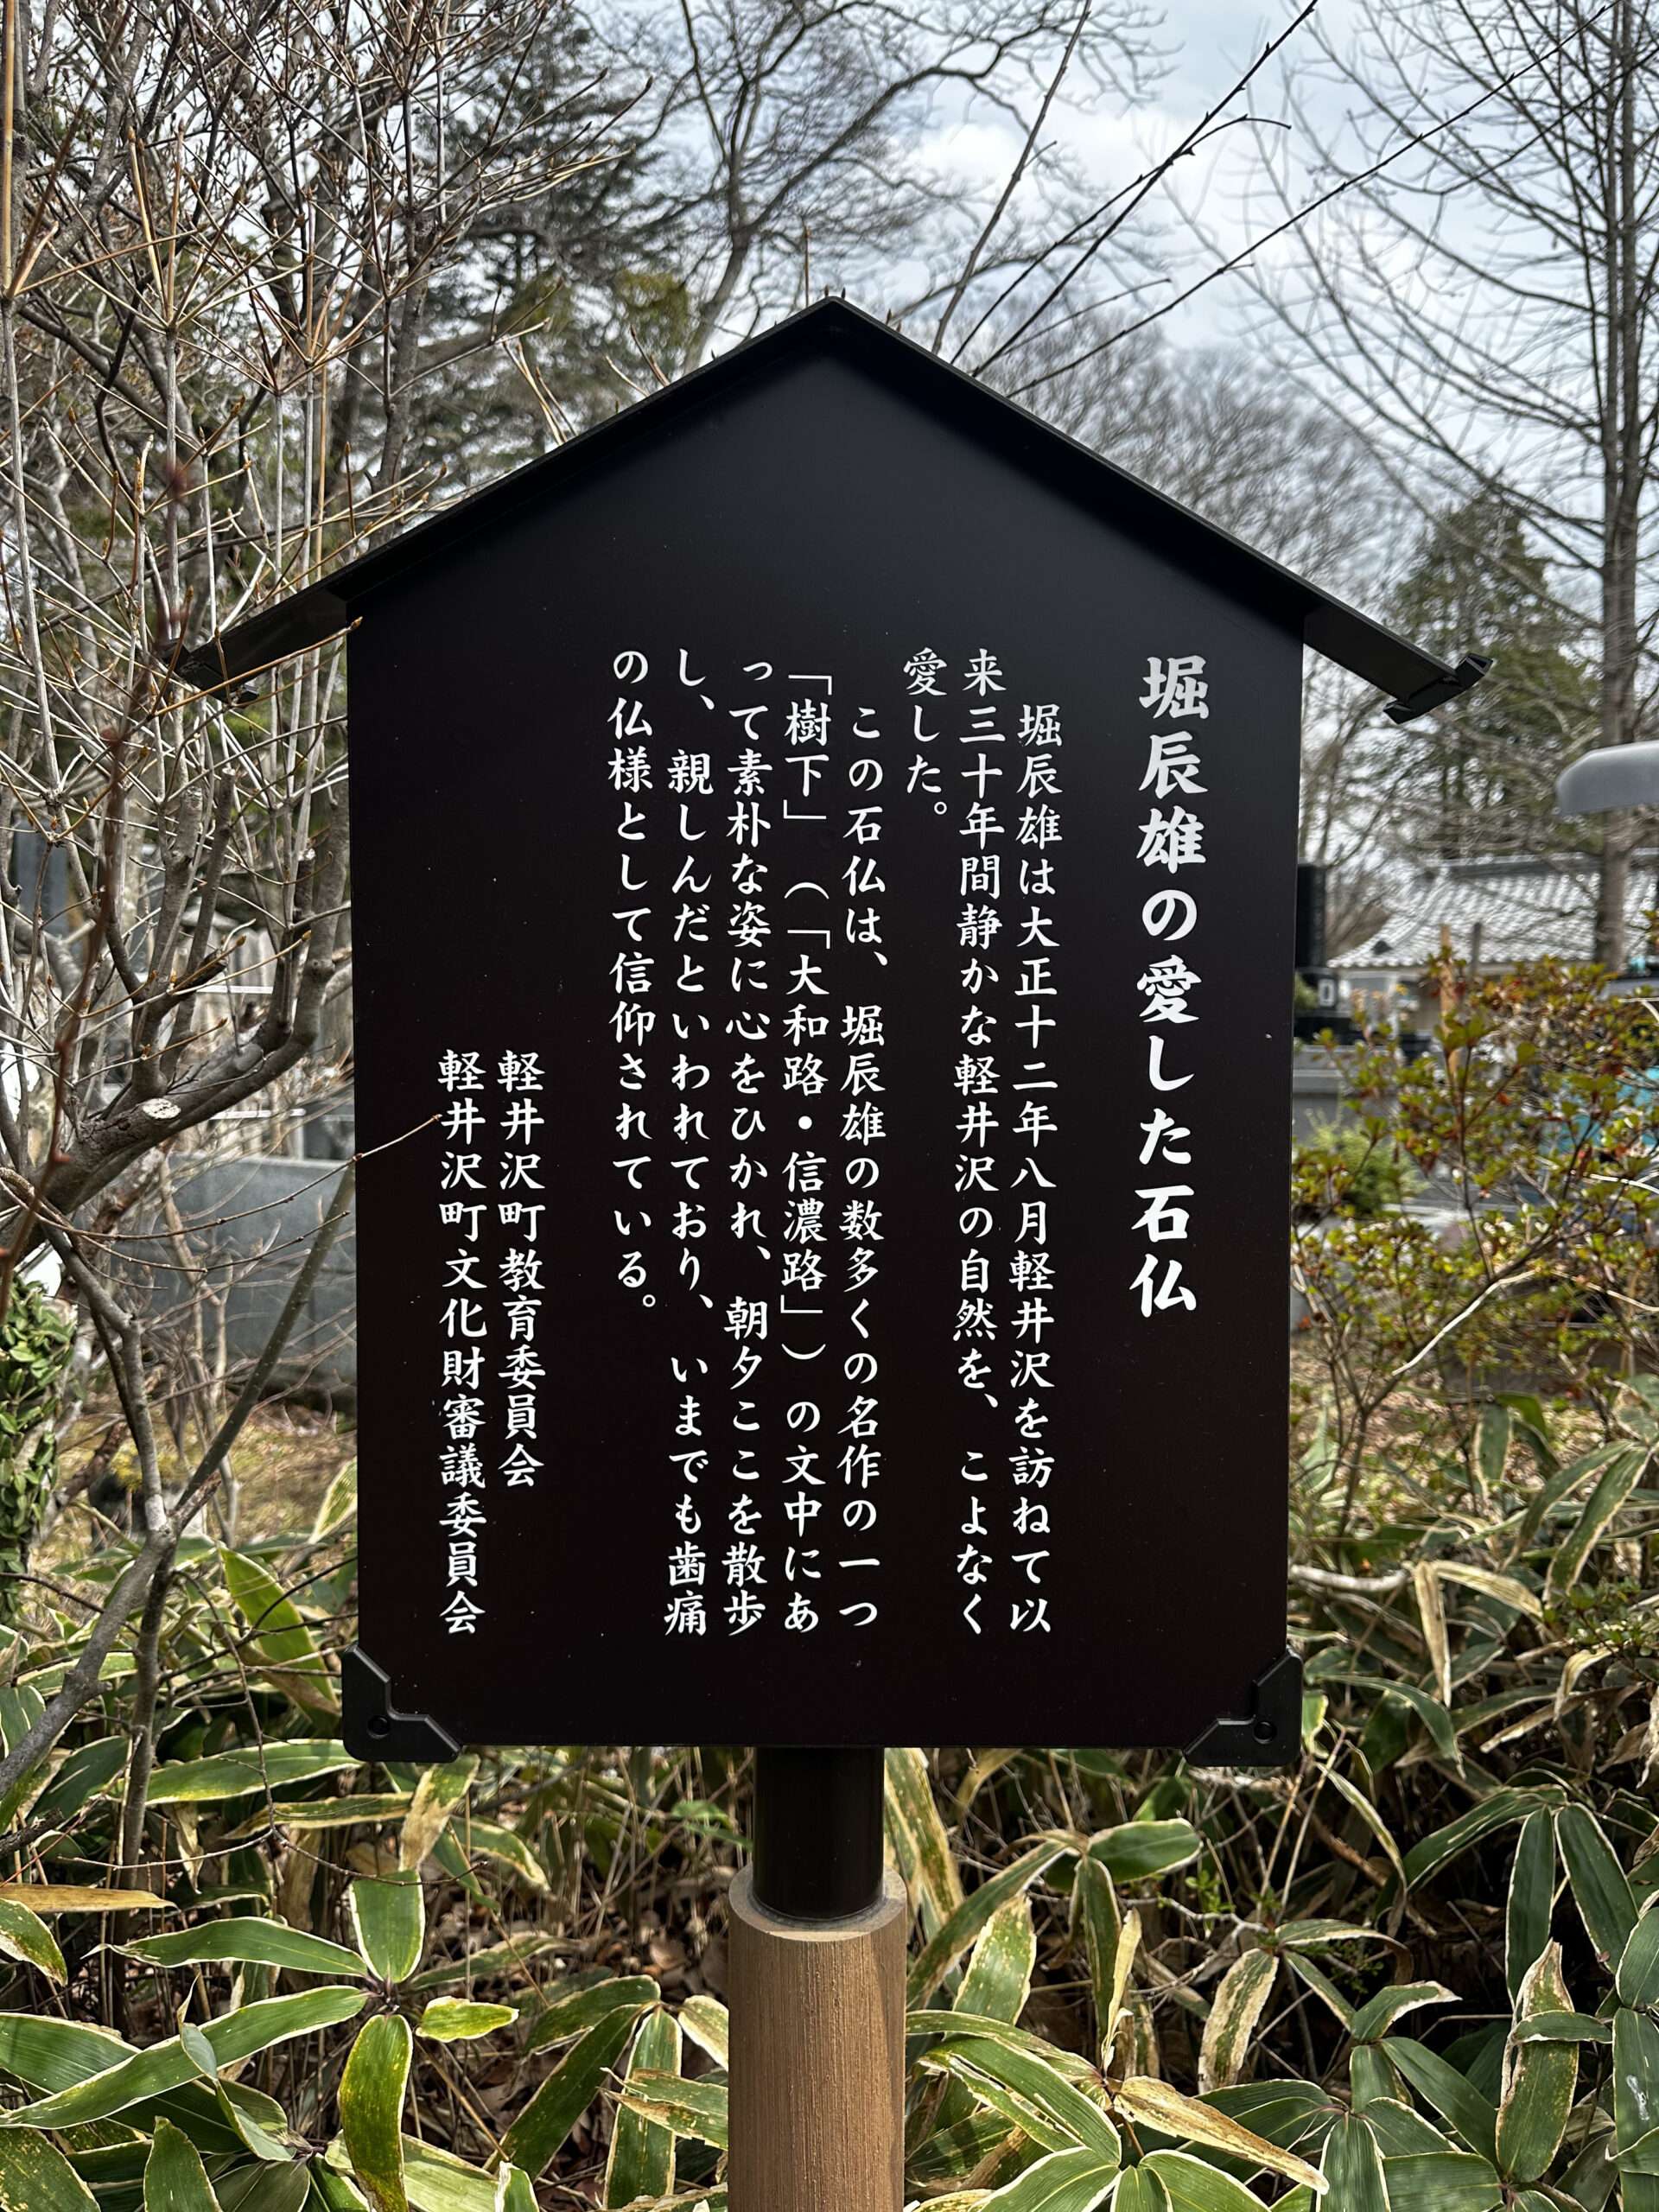 堀辰雄の愛した石仏
堀辰雄は大正十二年八月軽井沢を訪ねて以
来三十年間静かな軽井沢の自然を、こよなく
愛した。
この石仏は、堀辰雄の数多くの名作の一つ
「樹下」(「大和路・信濃路」)の文中にあ
って素朴な姿に心をひかれ、朝夕ここを散歩
し、親しんだといわれており、いまでも歯痛
の仏様として信仰されている。
軽井沢町教育委員会
軽井沢町文化財審議委員会